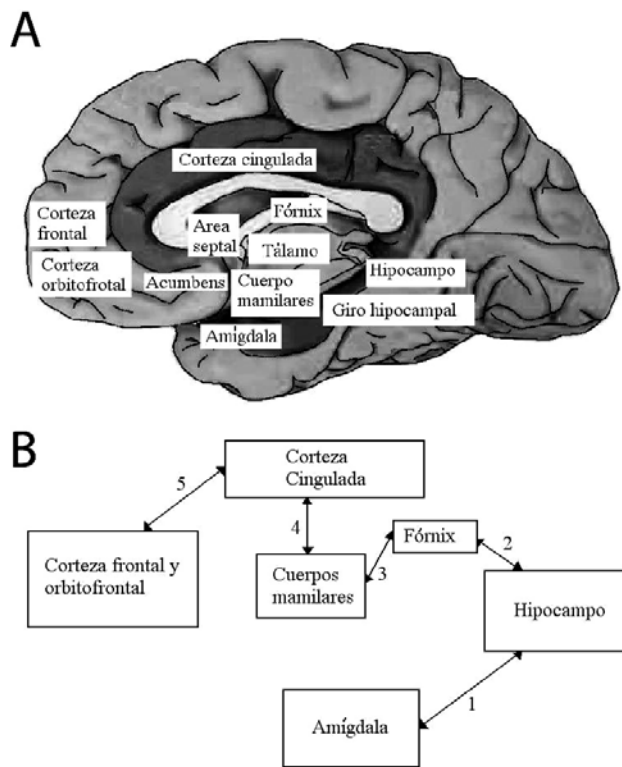 A
Corteza cingulada
Fórnix
Corteza
frontal
Area
septal
Tálamo
Corteza
orbitofrotal
Acumbens
Cuerpo
mamilares
Hipocampo
Giro hipocampal
Amígdala
B
Corteza
Cingulada
5
4
Fórnix
2
Corteza frontal y
orbitofrontal
Cuerpos
mamilares
3
Hipocampo
1
Amígdala